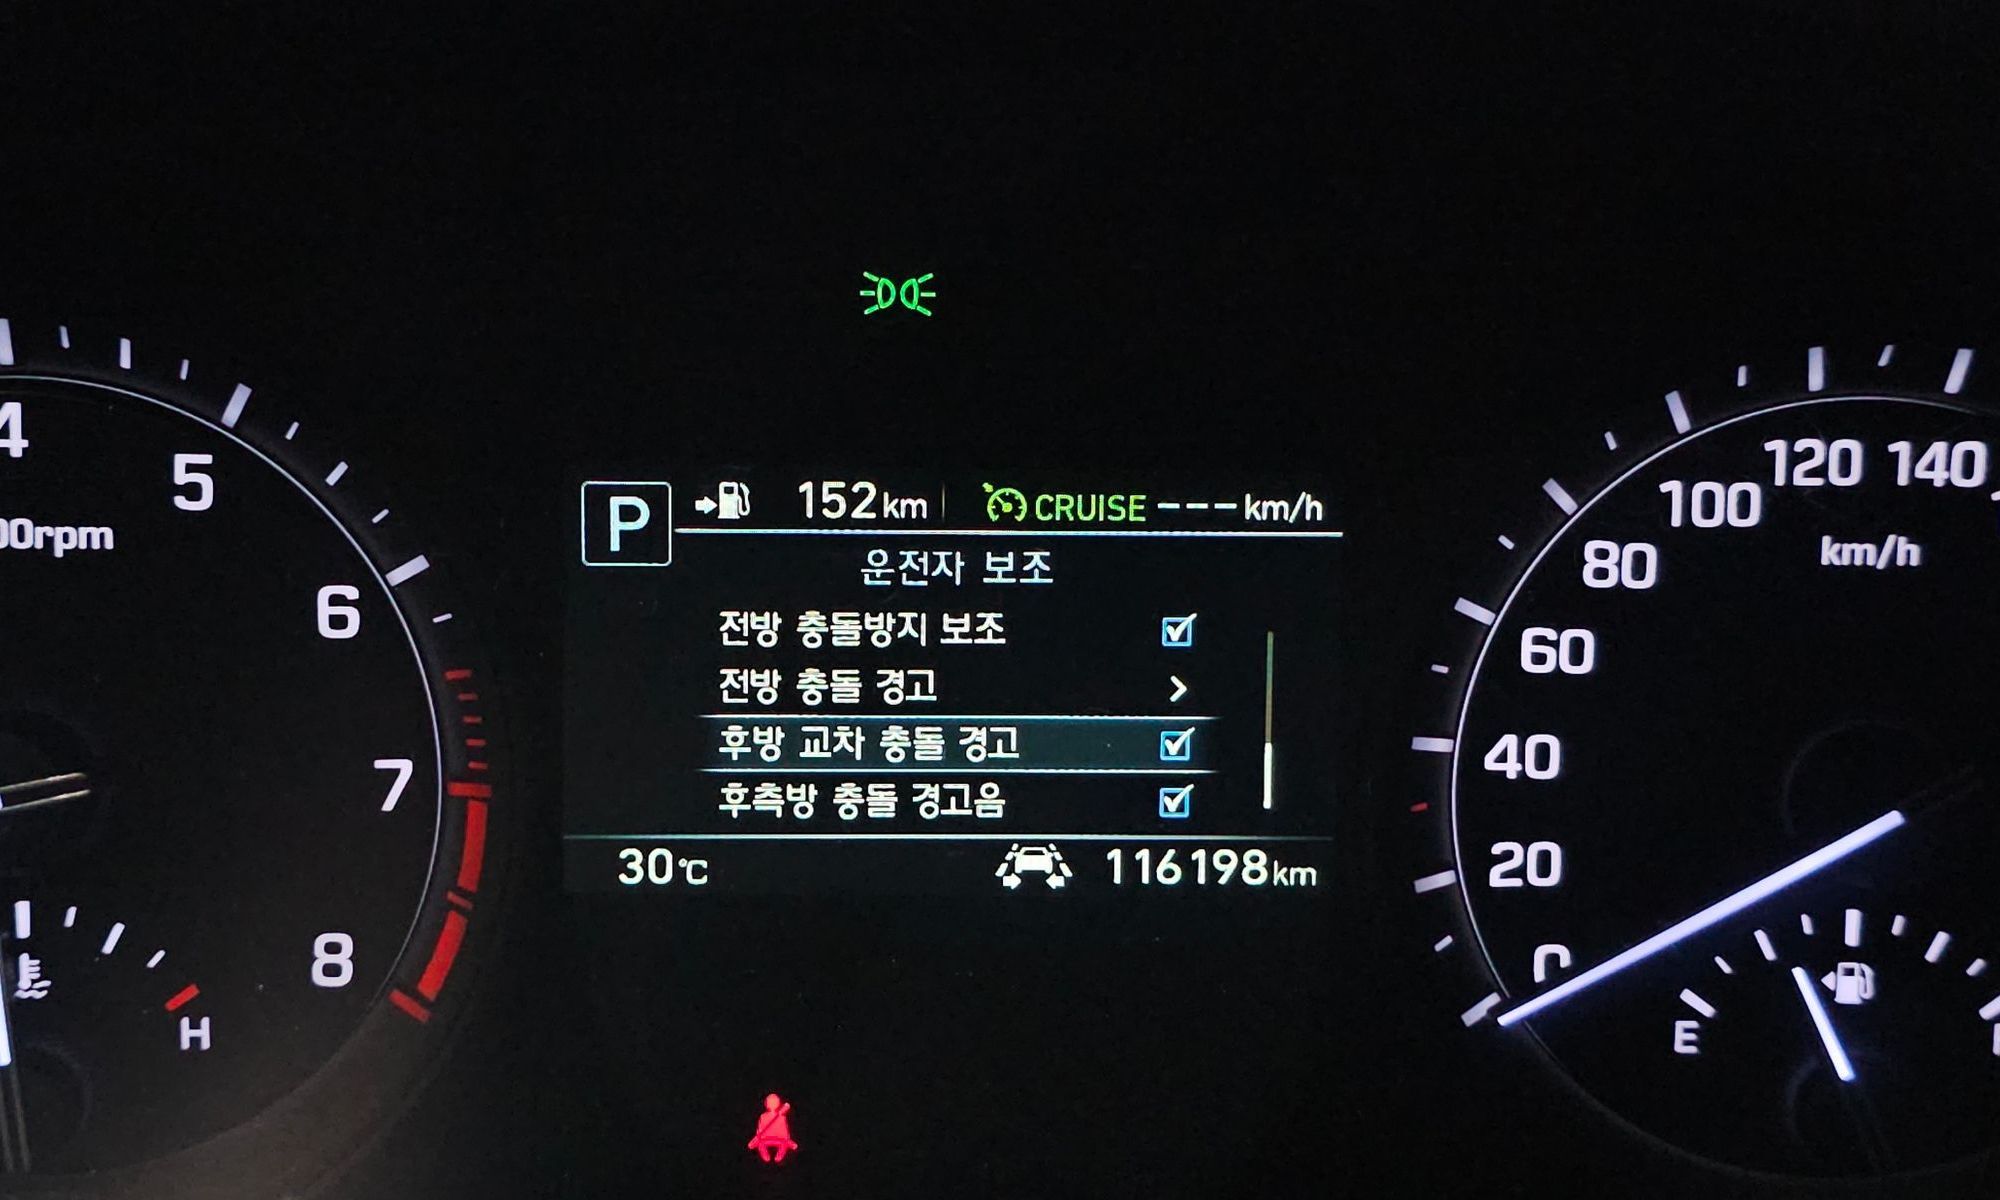 P 152km CRUISE ---km/h
운전자 보조
전방 충돌방지 보조
전방 충돌 경고
후방 교차 충돌 경고
후측방 충돌 경고음
30℃ 116198km
4
5
00rpm
6
7
8
H
140
120
100
km/h
80
60
40
20
0
E